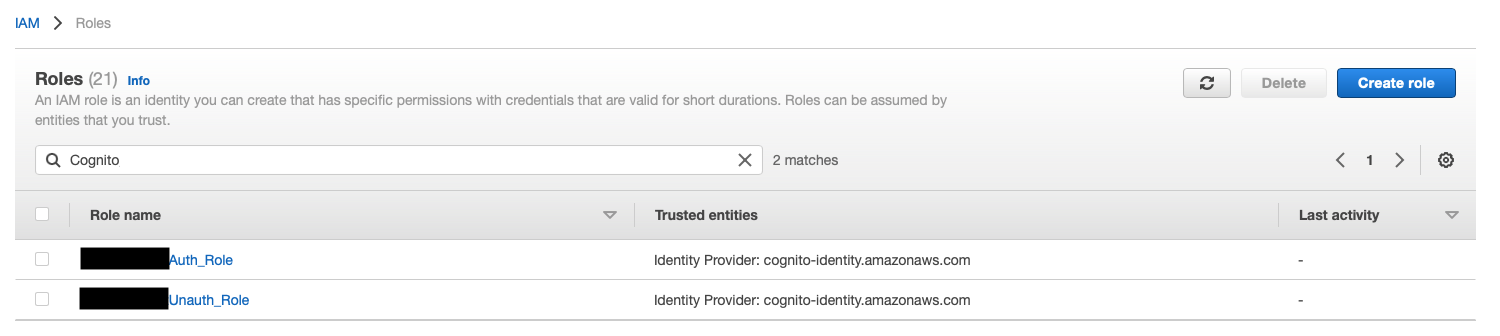 IAM > Roles
Roles (21) Info
An IAM role is an identity you can create that has specific permissions with credentials that are valid for short durations. Roles can be assumed by
entities that you trust.
Delete
Create role
Cognito
2 matches
1
Role name Trusted entities Last activity
Auth_Role Identity Provider: cognito-identity.amazonaws.com -
Unauth_Role Identity Provider: cognito-identity.amazonaws.com -